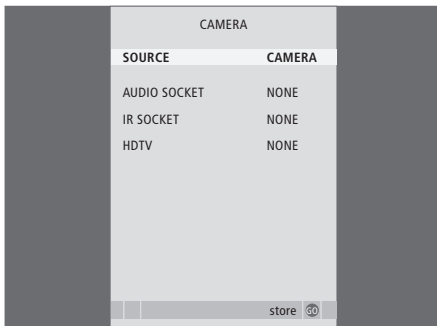 CAMERA
SOURCE CAMERA
AUDIO SOCKET NONE
IR SOCKET NONE
HDTV NONE
store GO